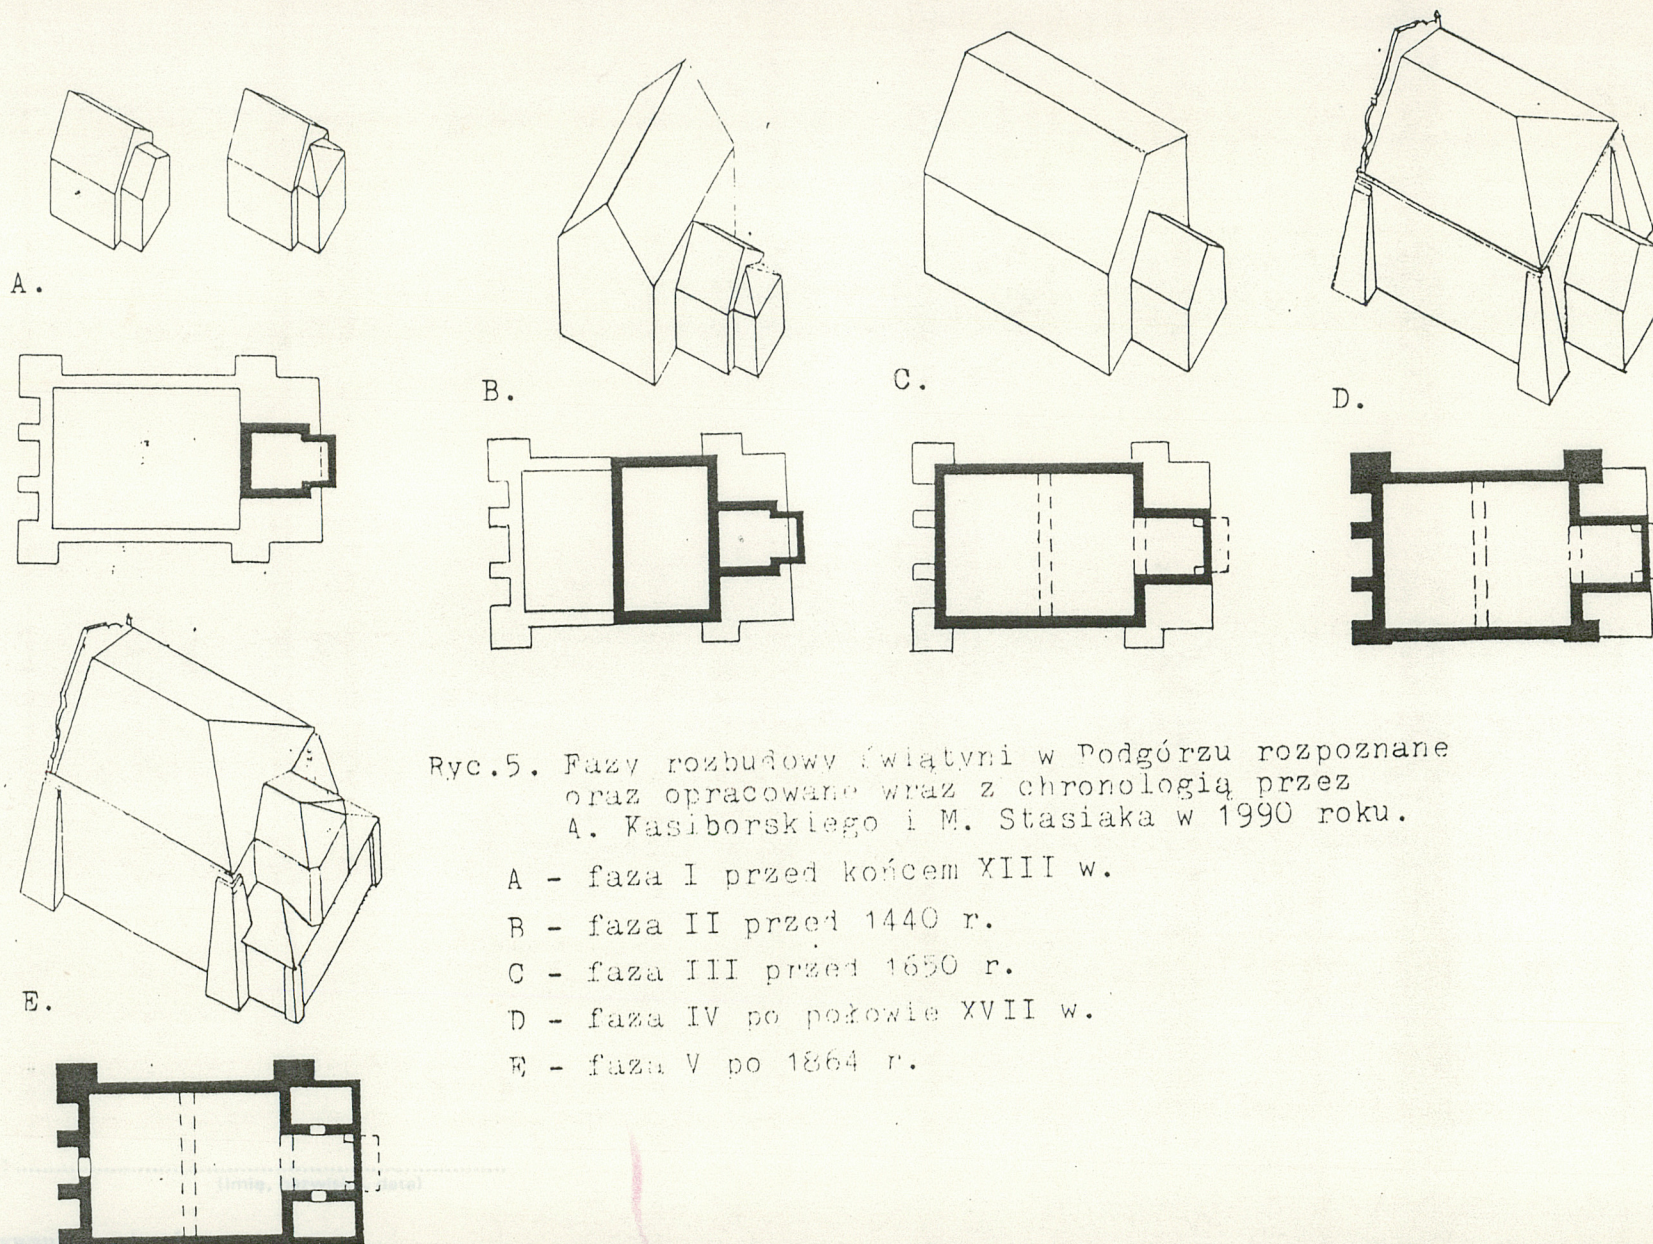 A.
B.
C.
D.
E.
Ryc.5. Fazy rozbudowy świątyni w Podgórzu rozpoznane
oraz opracowane wraz z chronologią przez
A. Kasiborskiego i M. Stasiaka w 1990 roku.
A - faza I przed końcem XIII w.
B - faza II przed 1440 r.
C - faza III przed 1650 r.
D - faza IV po połowie XVII w.
E - faza V po 1864 r.